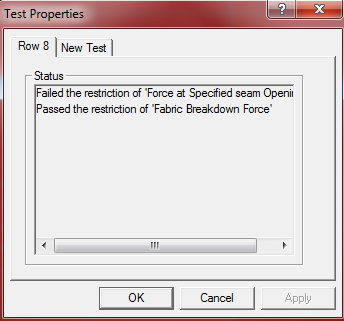 Test Properties
?
Row 8
New Test
Status
Failed the restriction of 'Force at Specified seam
Passed the restriction of 'Fabric Breakdown Force'
OK
Cancel
Apply